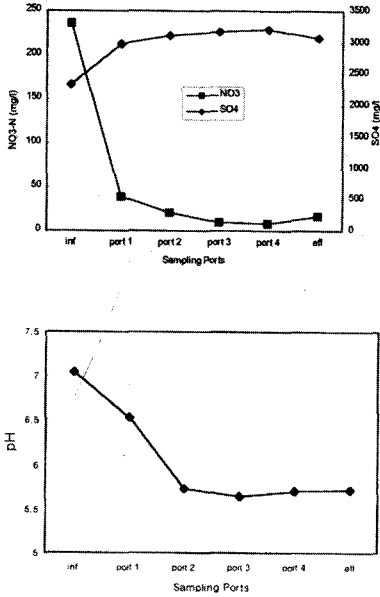 250
200
150
100
50
0
NO3-N (mg/l)
3500
3000
2500
2000
1500
1000
500
0
SO4 (mg/l
NO3
SO4
inf port 1 port 2 port 3 port 4 eff
Sampling Ports
7.5
7
6.5
6
5.5
5
pH
inf port 1 port 2 port 3 port 4 eff
Sampling Ports